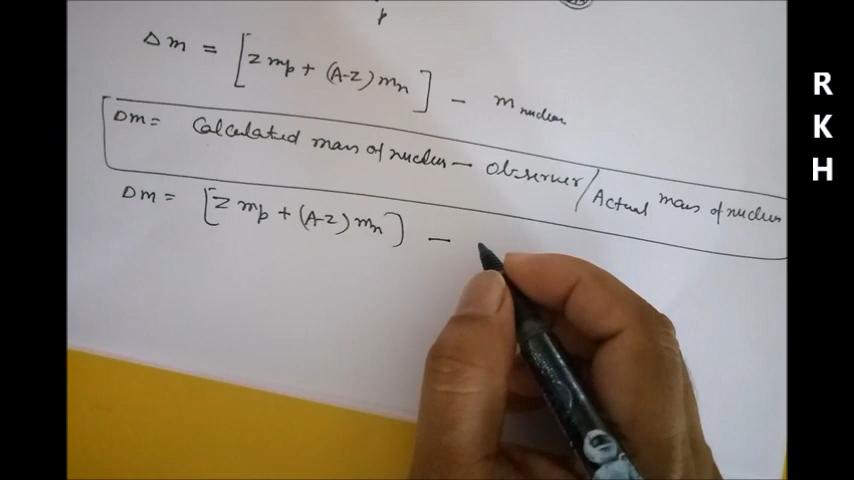 p
Δm = [Z mp + (A-Z) mn] - m nucleus
Δm = Calculated mass of nucleus - observer / Actual mass of nucleus
Δm = [Z mp + (A-Z) mn] -
R
K
H